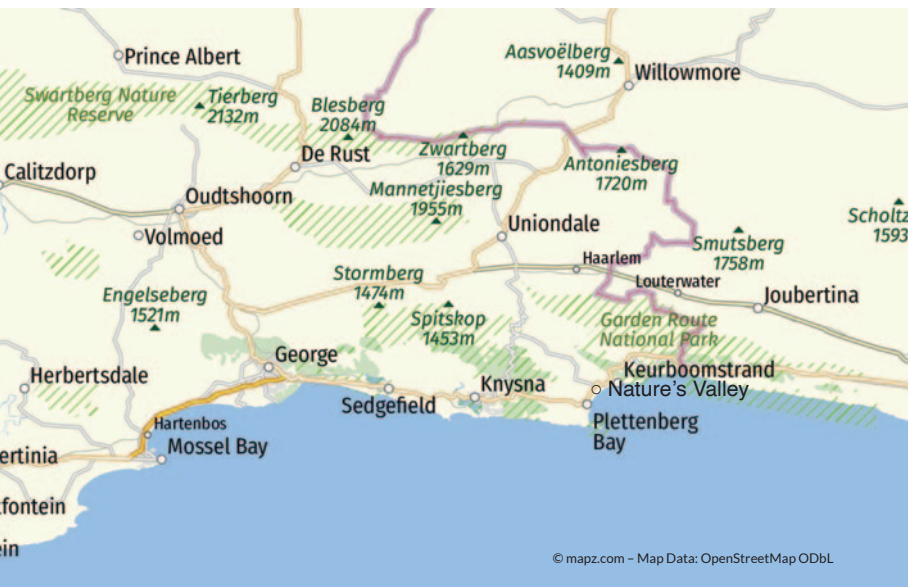 Aasvoëlberg
1409m
Prince Albert
Willowmore
Swartberg Nature
Reserve
Tierberg
2132m
Blesberg
2084m
Zwartberg
1629m
De Rust
Antoniesberg
1720m
Calitzdorp
Oudtshoorn
Mannetjiesberg
1955m
Scholtz
1593
Volmoed
Uniondale
Smutsberg
1758m
Haarlem
Stormberg
1474m
Louterwater
Engelseberg
1521m
Joubertina
Spitskop
1453m
Garden Route
National Park
George
Herbertsdale
Keurboomstrand
Knysna
Nature's Valley
Sedgefield
Plettenberg
Bay
Hartenbos
Mossel Bay
ertinia
tfontein
ein
© mapz.com – Map Data: OpenStreetMap ODbL